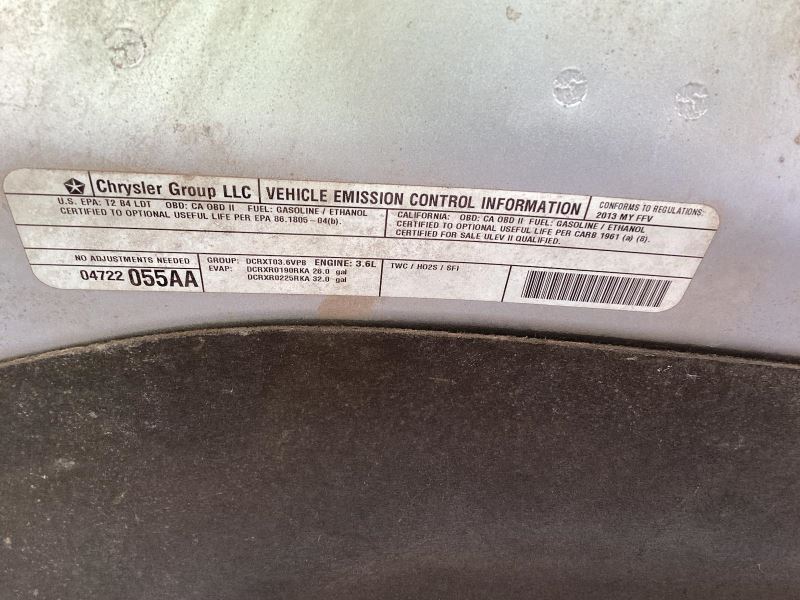 Chrysler Group LLC
VEHICLE EMISSION CONTROL INFORMATION
CONFORMS TO REGULATIONS:
2013 MY FFV
U.S. EPA: T2 B4 LDT OBD: CA OBD II FUEL: GASOLINE / ETHANOL
CERTIFIED TO OPTIONAL USEFUL LIFE PER EPA 86.1805-04(b).
CALIFORNIA: OBD: CA OBD II FUEL: GASOLINE / ETHANOL
CERTIFIED TO OPTIONAL USEFUL LIFE PER CARB 1961 (a) (8).
CERTIFIED FOR SALE ULEV II QUALIFIED.
NO ADJUSTMENTS NEEDED
04722 055AA
GROUP: DCRXT03.6VP8 ENGINE: 3.6L
EVAP: DCRXR0190RKA 26.0 gal
DCRXR0225RKA 32.0 gal
TWC / HO2S / SFI